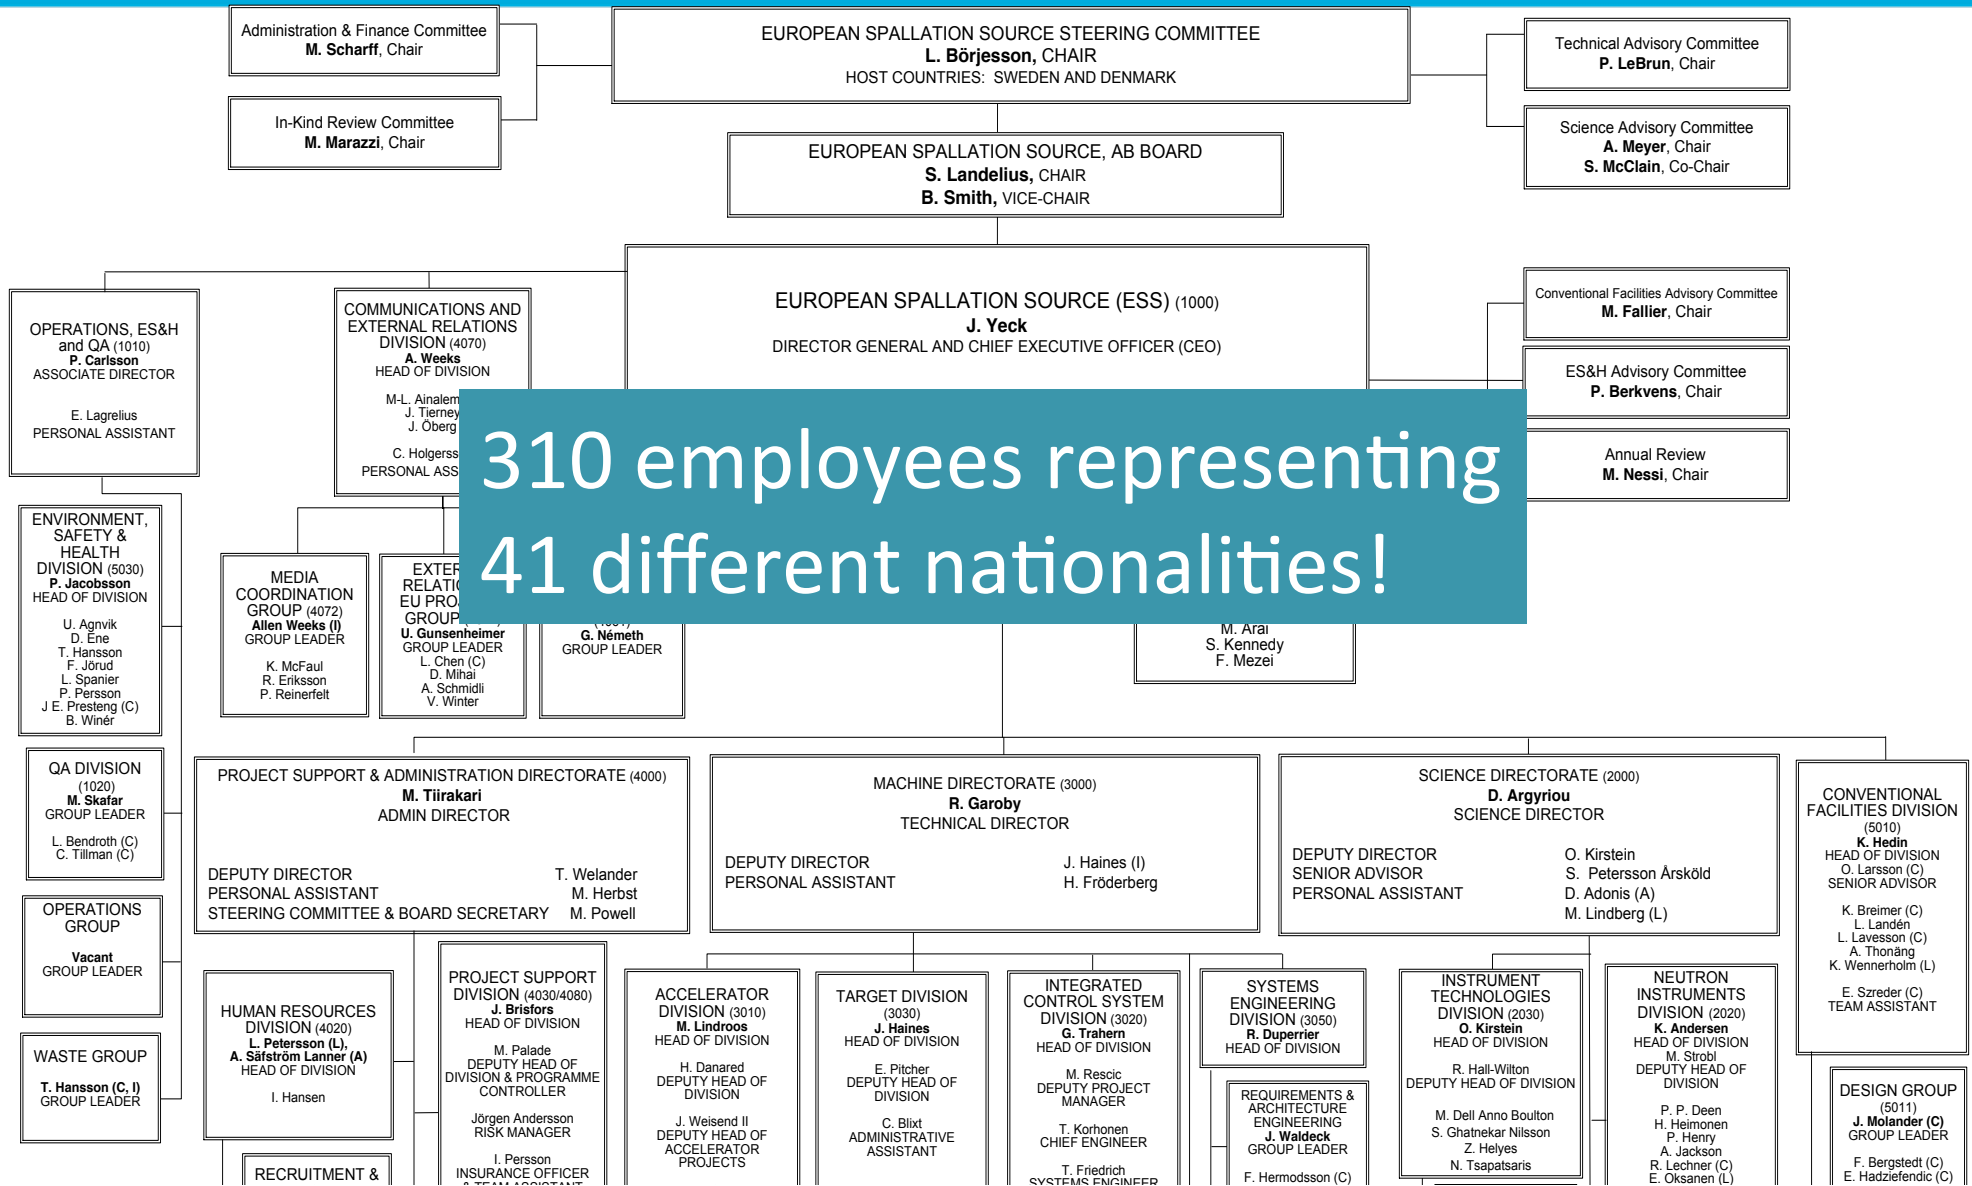 Administration & Finance Committee
M. Scharff, Chair
In-Kind Review Committee
M. Marazzi, Chair
EUROPEAN SPALLATION SOURCE STEERING COMMITTEE
L. Börjesson, CHAIR
HOST COUNTRIES: SWEDEN AND DENMARK
Technical Advisory Committee
P. LeBrun, Chair
Science Advisory Committee
A. Meyer, Chair
S. McClain, Co-Chair
EUROPEAN SPALLATION SOURCE, AB BOARD
S. Landelius, CHAIR
B. Smith, VICE-CHAIR
EUROPEAN SPALLATION SOURCE (ESS) (1000)
J. Yeck
DIRECTOR GENERAL AND CHIEF EXECUTIVE OFFICER (CEO)
Conventional Facilities Advisory Committee
M. Fallier, Chair
ES&H Advisory Committee
P. Berkvens, Chair
Annual Review
M. Nessi, Chair
OPERATIONS, ES&H
and QA (1010)
P. Carlsson
ASSOCIATE DIRECTOR
E. Lagrelius
PERSONAL ASSISTANT
COMMUNICATIONS AND
EXTERNAL RELATIONS
DIVISION (4070)
A. Weeks
HEAD OF DIVISION
M-L. Ainalem
J. Tierney
J. Öberg
C. Holgerss
PERSONAL ASS
310 employees representing
41 different nationalities!
ENVIRONMENT,
SAFETY &
HEALTH
DIVISION (5030)
P. Jacobsson
HEAD OF DIVISION
U. Agnvik
D. Ene
T. Hansson
F. Jörud
L. Spanier
P. Persson
J E. Presteng (C)
B. Winér
MEDIA
COORDINATION
GROUP (4072)
Allen Weeks (I)
GROUP LEADER
K. McFaul
R. Eriksson
P. Reinerfelt
EXTER
RELATIO
EU PRO
GROUP
U. Gunsenheimer
GROUP LEADER
L. Chen (C)
D. Mihai
A. Schmidli
V. Winter
G. Németh
GROUP LEADER
M. Arai
S. Kennedy
F. Mezei
QA DIVISION
(1020)
M. Skafar
GROUP LEADER
L. Bendroth (C)
C. Tillman (C)
OPERATIONS
GROUP
Vacant
GROUP LEADER
WASTE GROUP
T. Hansson (C, I)
GROUP LEADER
PROJECT SUPPORT & ADMINISTRATION DIRECTORATE (4000)
M. Tiirakari
ADMIN DIRECTOR
DEPUTY DIRECTOR T. Welander
PERSONAL ASSISTANT M. Herbst
STEERING COMMITTEE & BOARD SECRETARY M. Powell
MACHINE DIRECTORATE (3000)
R. Garoby
TECHNICAL DIRECTOR
DEPUTY DIRECTOR J. Haines (I)
PERSONAL ASSISTANT H. Fröderberg
SCIENCE DIRECTORATE (2000)
D. Argyriou
SCIENCE DIRECTOR
DEPUTY DIRECTOR O. Kirstein
SENIOR ADVISOR S. Petersson Årsköld
PERSONAL ASSISTANT D. Adonis (A)
M. Lindberg (L)
CONVENTIONAL
FACILITIES DIVISION
(5010)
K. Hedin
HEAD OF DIVISION
O. Larsson (C)
SENIOR ADVISOR
K. Breimer (C)
L. Landén
L. Lavesson (C)
A. Thonäng
K. Wennerholm (L)
E. Szreder (C)
TEAM ASSISTANT
HUMAN RESOURCES
DIVISION (4020)
L. Petersson (L),
A. Säfström Lanner (A)
HEAD OF DIVISION
I. Hansen
RECRUITMENT &
PROJECT SUPPORT
DIVISION (4030/4080)
J. Brisfors
HEAD OF DIVISION
M. Palade
DEPUTY HEAD OF
DIVISION & PROGRAMME
CONTROLLER
Jörgen Andersson
RISK MANAGER
I. Persson
INSURANCE OFFICER
& TEAM ASSISTANT
ACCELERATOR
DIVISION (3010)
M. Lindroos
HEAD OF DIVISION
H. Danared
DEPUTY HEAD OF
DIVISION
J. Weisend II
DEPUTY HEAD OF
ACCELERATOR
PROJECTS
TARGET DIVISION
(3030)
J. Haines
HEAD OF DIVISION
E. Pitcher
DEPUTY HEAD OF
DIVISION
C. Blixt
ADMINISTRATIVE
ASSISTANT
INTEGRATED
CONTROL SYSTEM
DIVISION (3020)
G. Trahern
HEAD OF DIVISION
M. Rescic
DEPUTY PROJECT
MANAGER
T. Korhonen
CHIEF ENGINEER
T. Friedrich
SYSTEMS ENGINEER
SYSTEMS
ENGINEERING
DIVISION (3050)
R. Duperrier
HEAD OF DIVISION
REQUIREMENTS &
ARCHITECTURE
ENGINEERING
J. Waldeck
GROUP LEADER
F. Hermodsson (C)
INSTRUMENT
TECHNOLOGIES
DIVISION (2030)
O. Kirstein
HEAD OF DIVISION
R. Hall-Wilton
DEPUTY HEAD OF DIVISION
M. Dell Anno Boulton
S. Ghatnekar Nilsson
Z. Helyes
N. Tsapatsaris
NEUTRON
INSTRUMENTS
DIVISION (2020)
K. Andersen
HEAD OF DIVISION
M. Strobl
DEPUTY HEAD OF
DIVISION
P. P. Deen
H. Heimonen
P. Henry
A. Jackson
R. Lechner (C)
E. Oksanen (L)
DESIGN GROUP
(5011)
J. Molander (C)
GROUP LEADER
F. Bergstedt (C)
E. Hadziefendic (C)